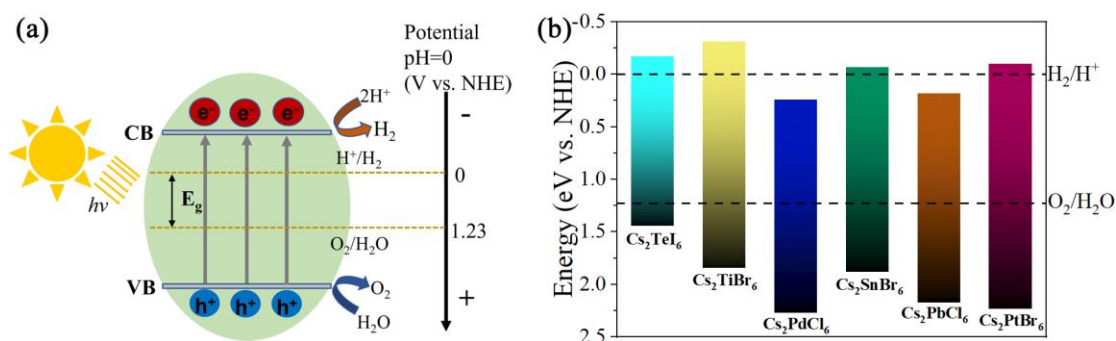 (a)
Potential
pH=0
(V vs. NHE)
e⁻ e⁻ e⁻
2H⁺
-
CB
H₂
H⁺/H₂
0
hν
E_g
1.23
O₂/H₂O
VB
O₂
+
h⁺ h⁺ h⁺
H₂O
(b)
Energy (eV vs. NHE)
-0.5
0.0
0.5
1.0
1.5
2.0
2.5
H₂/H⁺
O₂/H₂O
Cs₂TeI₆
Cs₂TiBr₆
Cs₂PdCl₆
Cs₂SnBr₆
Cs₂PbCl₆
Cs₂PtBr₆